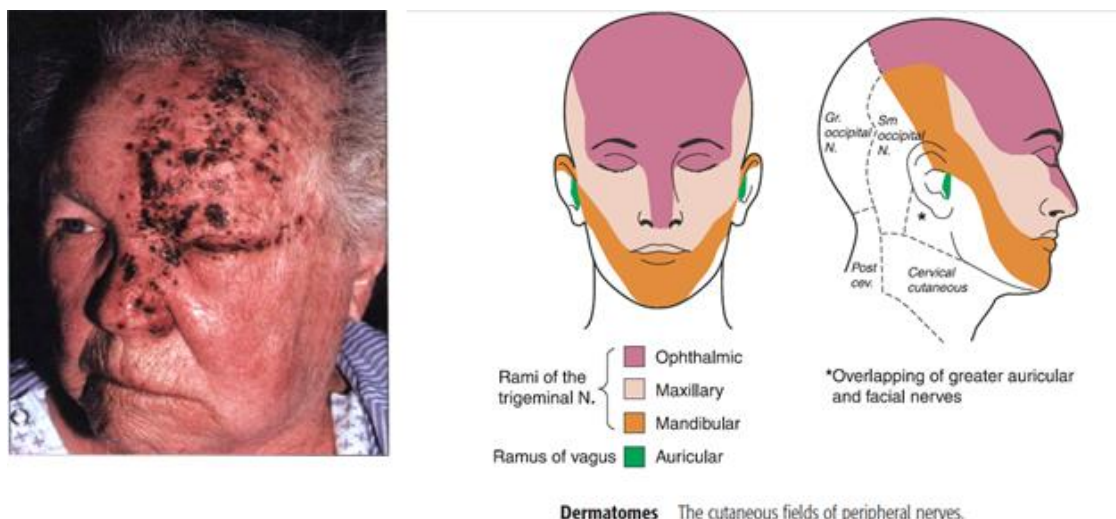 Gr.
occipital
N.
Sm
occipital
N.
*
Post
cev.
Cervical
cutaneous
Rami of the
trigeminal N.
Ophthalmic
Maxillary
Mandibular
Ramus of vagus
Auricular
*Overlapping of greater auricular
and facial nerves
Dermatomes The cutaneous fields of peripheral nerves.